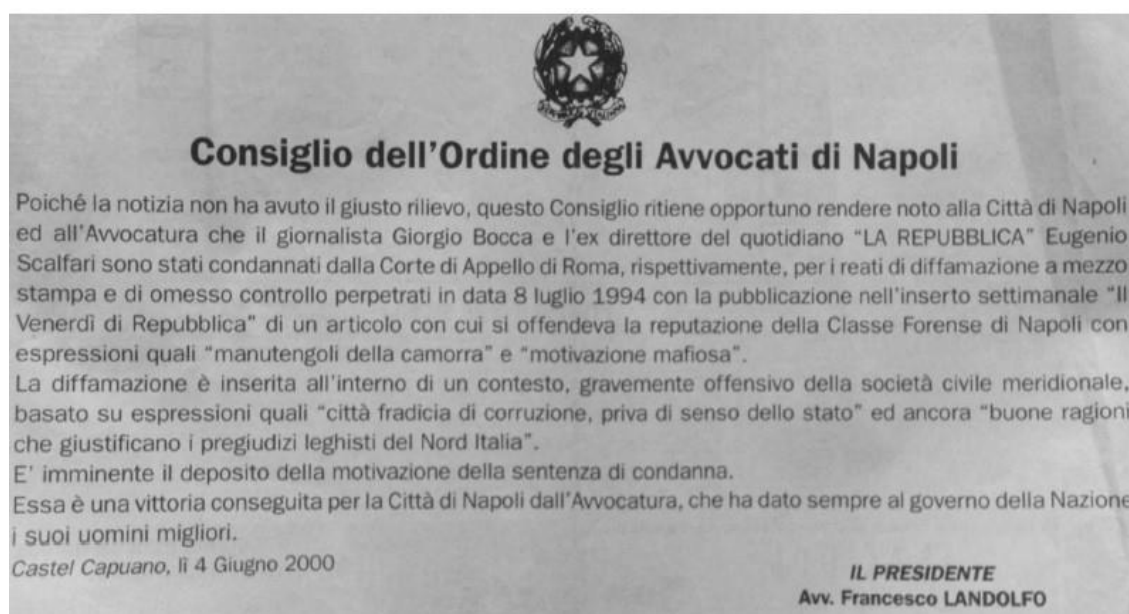 Consiglio dell'Ordine degli Avvocati di Napoli
Poiché la notizia non ha avuto il giusto rilievo, questo Consiglio ritiene opportuno rendere noto alla Città di Napoli
ed all'Avvocatura che il giornalista Giorgio Bocca e l'ex direttore del quotidiano "LA REPUBBLICA" Eugenio
Scalfari sono stati condannati dalla Corte di Appello di Roma, rispettivamente, per i reati di diffamazione a mezzo
stampa e di omesso controllo perpetrati in data 8 luglio 1994 con la pubblicazione nell'inserto settimanale "Il
Venerdì di Repubblica" di un articolo con cui si offendeva la reputazione della Classe Forense di Napoli con
espressioni quali "manutengoli della camorra" e "motivazione mafiosa".
La diffamazione è inserita all'interno di un contesto, gravemente offensivo della società civile meridionale,
basato su espressioni quali "città fradicia di corruzione, priva di senso dello stato" ed ancora "buone ragioni
che giustificano i pregiudizi leghisti del Nord Italia".
E' imminente il deposito della motivazione della sentenza di condanna.
Essa è una vittoria conseguita per la Città di Napoli dall'Avvocatura, che ha dato sempre al governo della Nazione
i suoi uomini migliori.
Castel Capuano, lì 4 Giugno 2000
IL PRESIDENTE
Avv. Francesco LANDOLFO